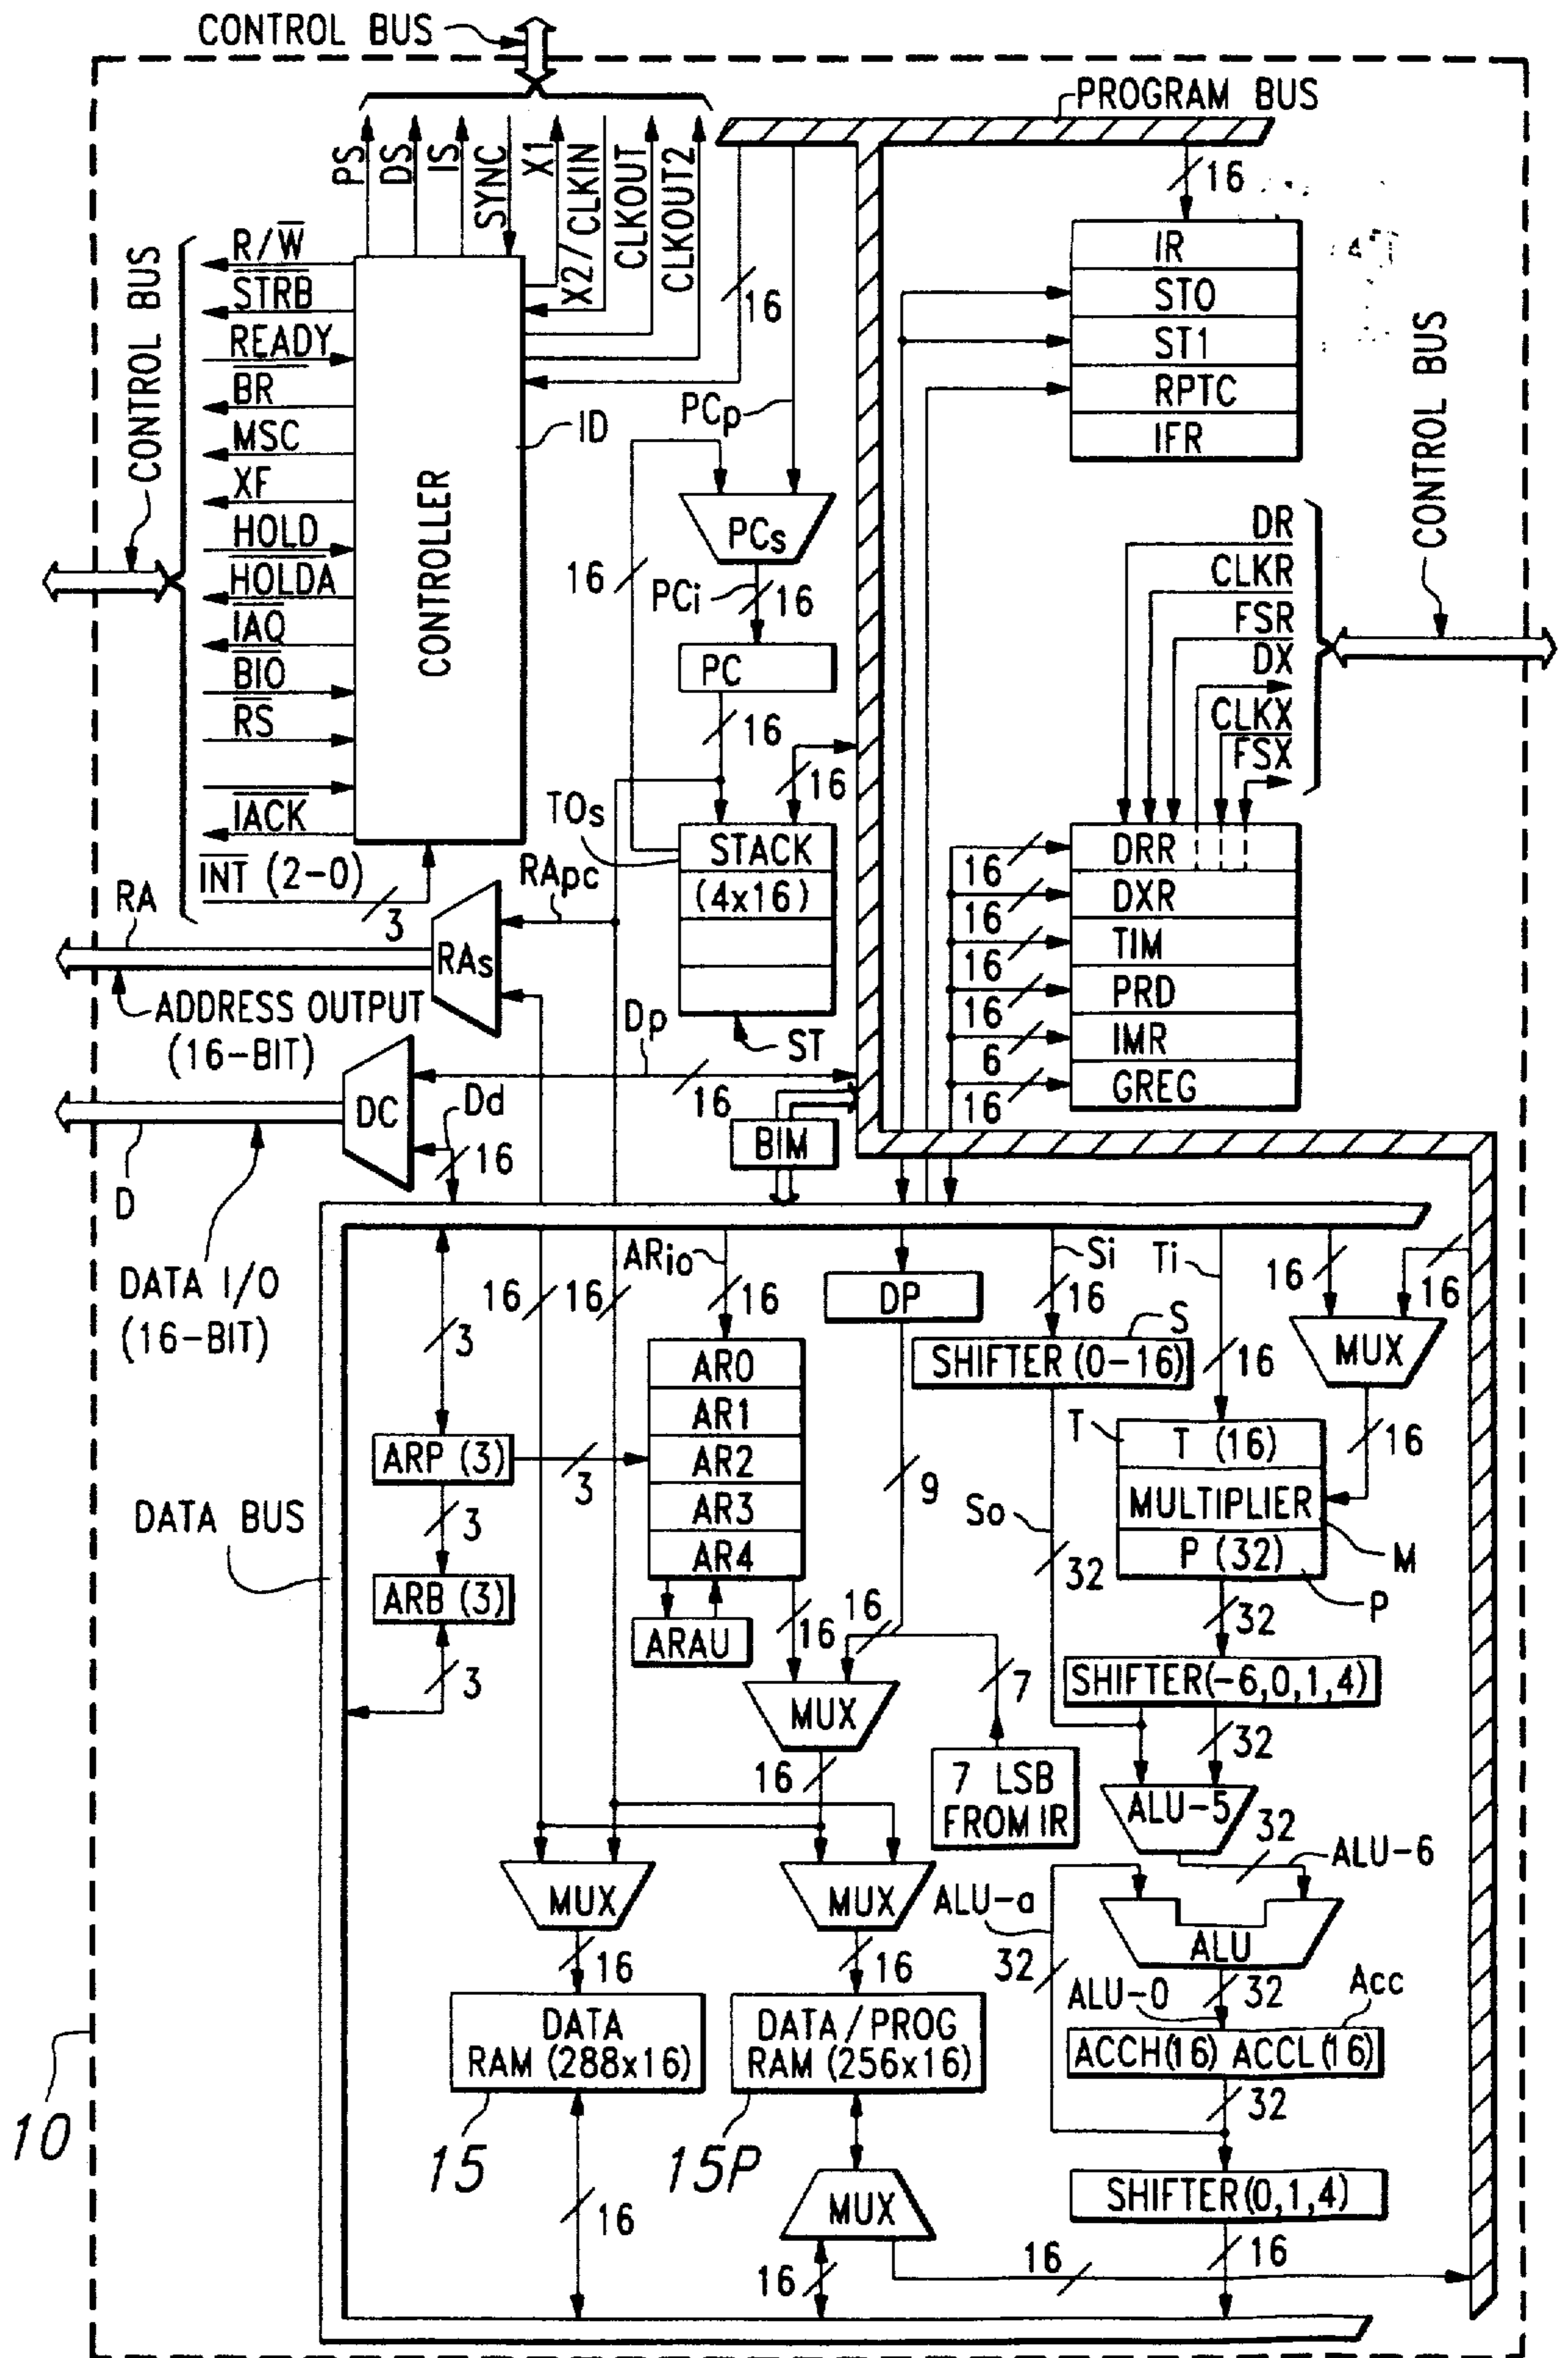 CONTROL BUS
PROGRAM BUS
PS
DS
IS
SYNC
X1
X2/CLKIN
CLKOUT
CLKOUT2
CONTROL BUS
R/W̅
S̅T̅R̅B̅
READY
B̅R̅
MSC
XF
HOLD
H̅O̅L̅D̅A̅
I̅A̅Q̅
B̅I̅O̅
R̅S̅
I̅A̅C̅K̅
I̅N̅T̅ (2-0)
3
CONTROLLER
ID
16
PCp
PCs
16
PCi
16
PC
16
16
TOs
STACK
(4x16)
ST
16
IR
ST0
ST1
RPTC
IFR
CONTROL BUS
DR
CLKR
FSR
DX
CLKX
FSX
16
DRR
16
DXR
16
TIM
16
PRD
6
IMR
16
GREG
RA
RAs
RApc
ADDRESS OUTPUT
(16-BIT)
Dp
16
DC
Dd
16
D
BIM
DATA I/O
(16-BIT)
DATA BUS
3
16
16
ARio
16
DP
Si
16
S
SHIFTER (0-16)
Ti
16
16
16
MUX
16
AR0
AR1
AR2
AR3
AR4
ARP (3)
3
3
ARB (3)
3
ARAU
16
16
9
So
32
T
T (16)
MULTIPLIER
M
P (32)
P
32
SHIFTER(-6,0,1,4)
32
MUX
16
7
7 LSB
FROM IR
ALU-5
32
ALU-6
MUX
16
MUX
16
ALU-a
32
ALU
ALU-0
32
Acc
ACCH(16) ACCL(16)
32
DATA
RAM (288x16)
15
16
DATA/PROG
RAM (256x16)
15P
MUX
16
16
SHIFTER(0,1,4)
16
10